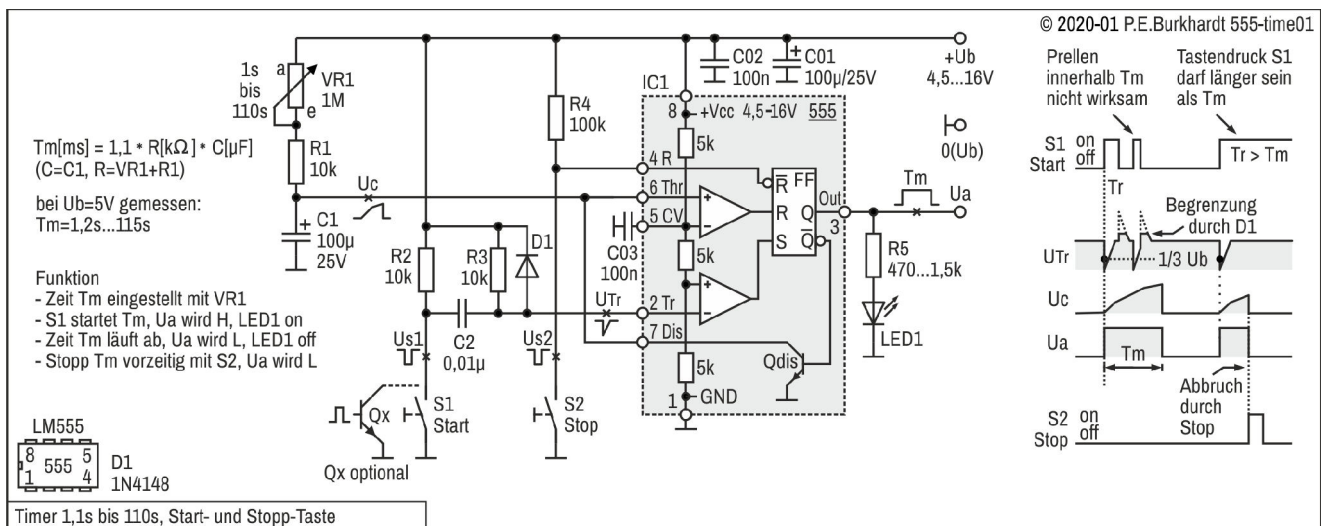 © 2020-01 P.E.Burkhardt 555-time01
1s
bis
110s
a
e
VR1
1M
R1
10k
Tm[ms] = 1,1 * R[kΩ] * C[µF]
(C=C1, R=VR1+R1)
bei Ub=5V gemessen:
Tm=1,2s...115s
Uc
+
C1
100µ
25V
Funktion
- Zeit Tm eingestellt mit VR1
- S1 startet Tm, Ua wird H, LED1 on
- Zeit Tm läuft ab, Ua wird L, LED1 off
- Stopp Tm vorzeitig mit S2, Ua wird L
R2
10k
R3
10k
D1
C2
0,01µ
Us1
Us2
UTr
R4
100k
C03
100n
Qx
Qx optional
S1
Start
S2
Stop
C02
100n
+
C01
100µ/25V
+Ub
4,5...16V
0(Ub)
IC1
8
+Vcc 4,5-16V 555
5k
4 R
6 Thr
5 CV
5k
2 Tr
7 Dis
5k
1
GND
+
−
+
−
R FF
R Q
S Q
Out
3
Qdis
Tm
Ua
R5
470...1,5k
LED1
Prellen
innerhalb Tm
nicht wirksam
Tastendruck S1
darf länger sein
als Tm
S1 on
Start off
Tr > Tm
Tr
Begrenzung
durch D1
UTr
1/3 Ub
Uc
Ua
Tm
Abbruch
durch
Stop
S2 on
Stop off
LM555
8 5
555
1 4
D1
1N4148
Timer 1,1s bis 110s, Start- und Stopp-Taste